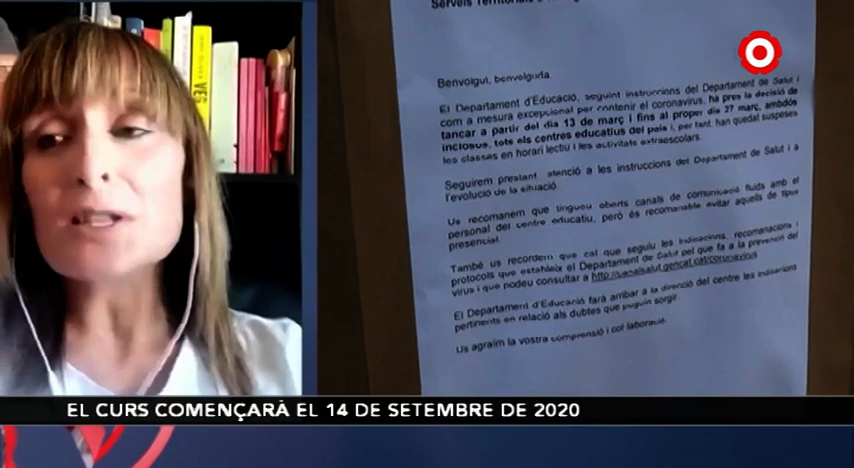 Serveis Territorials
VES
Benvolgut, benvolguda,
El Departament d'Educació, seguint instruccions del Departament de Salut i
com a mesura excepcional per contenir el coronavirus, ha pres la decisió de
tancar a partir del dia 13 de març i fins al proper dia 27 març, ambdós
inclosos, tots els centres educatius del país i, per tant, han quedat suspeses
les classes en horari lectiu i les activitats extraescolars.
Seguirem prestant atenció a les instruccions del Departament de Salut i a
l'evolució de la situació.
Us recomanem que tingueu oberts canals de comunicació fluids amb el
personal del centre educatiu, però és recomanable evitar aquells de tipus
presencial.
També us recordem que cal que seguiu les indicacions, recomanacions i
protocols que estableix el Departament de Salut pel que fa a la prevenció del
virus i que podeu consultar a http://canalsalut.gencat.cat/coronavirus
El Departament d'Educació farà arribar a la direcció del centre les indicacions
pertinents en relació als dubtes que puguin sorgir.
Us agraïm la vostra comprensió i col·laboració.
EL CURS COMENÇARÀ EL 14 DE SETEMBRE DE 2020